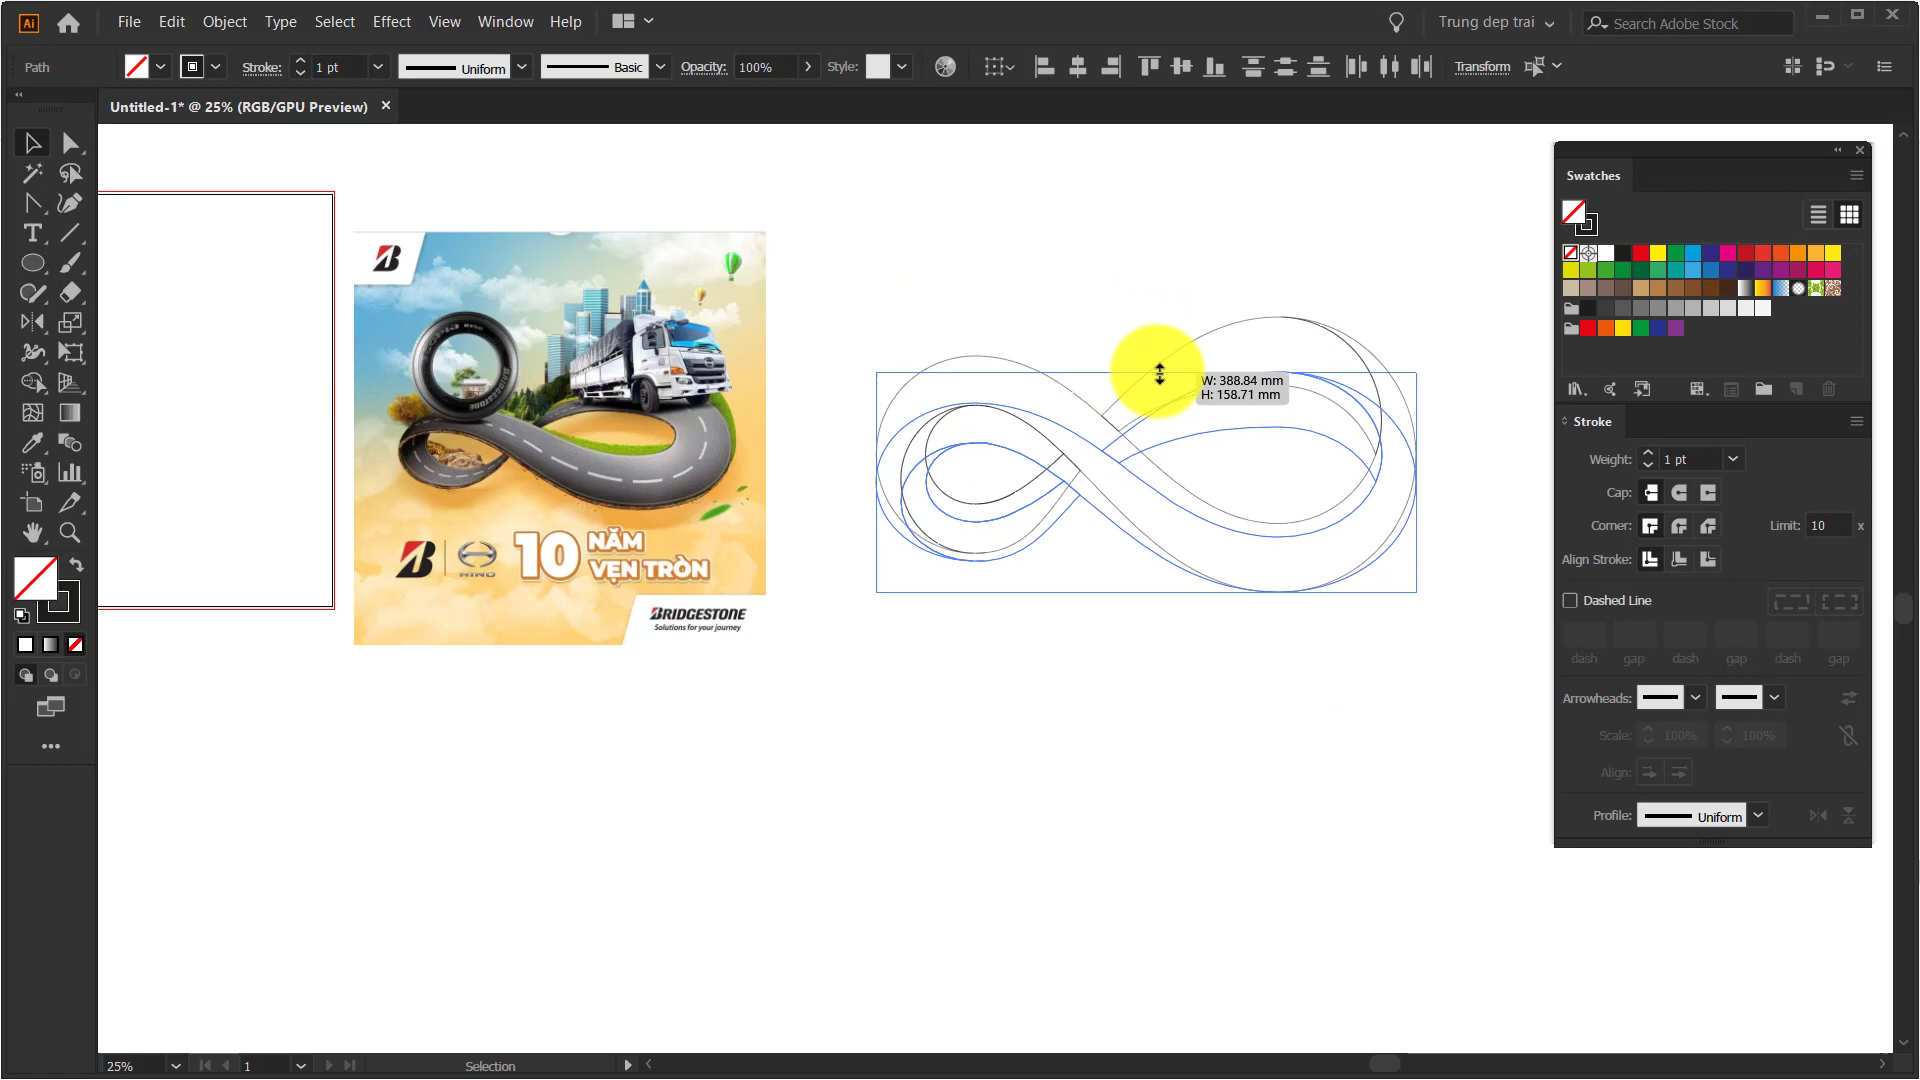 Ai
File Edit Object Type Select Effect View Window Help
Trung dep trai
Search Adobe Stock
Path
Stroke: 1 pt
Uniform
Basic
Opacity: 100%
Style:
Transform
Untitled-1* @ 25% (RGB/GPU Preview)
Swatches
W: 388.84 mm
H: 158.71 mm
B HINO 10 NĂM
VẸN TRÒN
BRIDGESTONE
Solutions for your journey
Stroke
Weight: 1 pt
Cap:
Corner: Limit: 10 x
Align Stroke:
Dashed Line
dash gap dash gap dash gap
Arrowheads:
Scale: 100% 100%
Align:
Profile: Uniform
25% 1 Selection